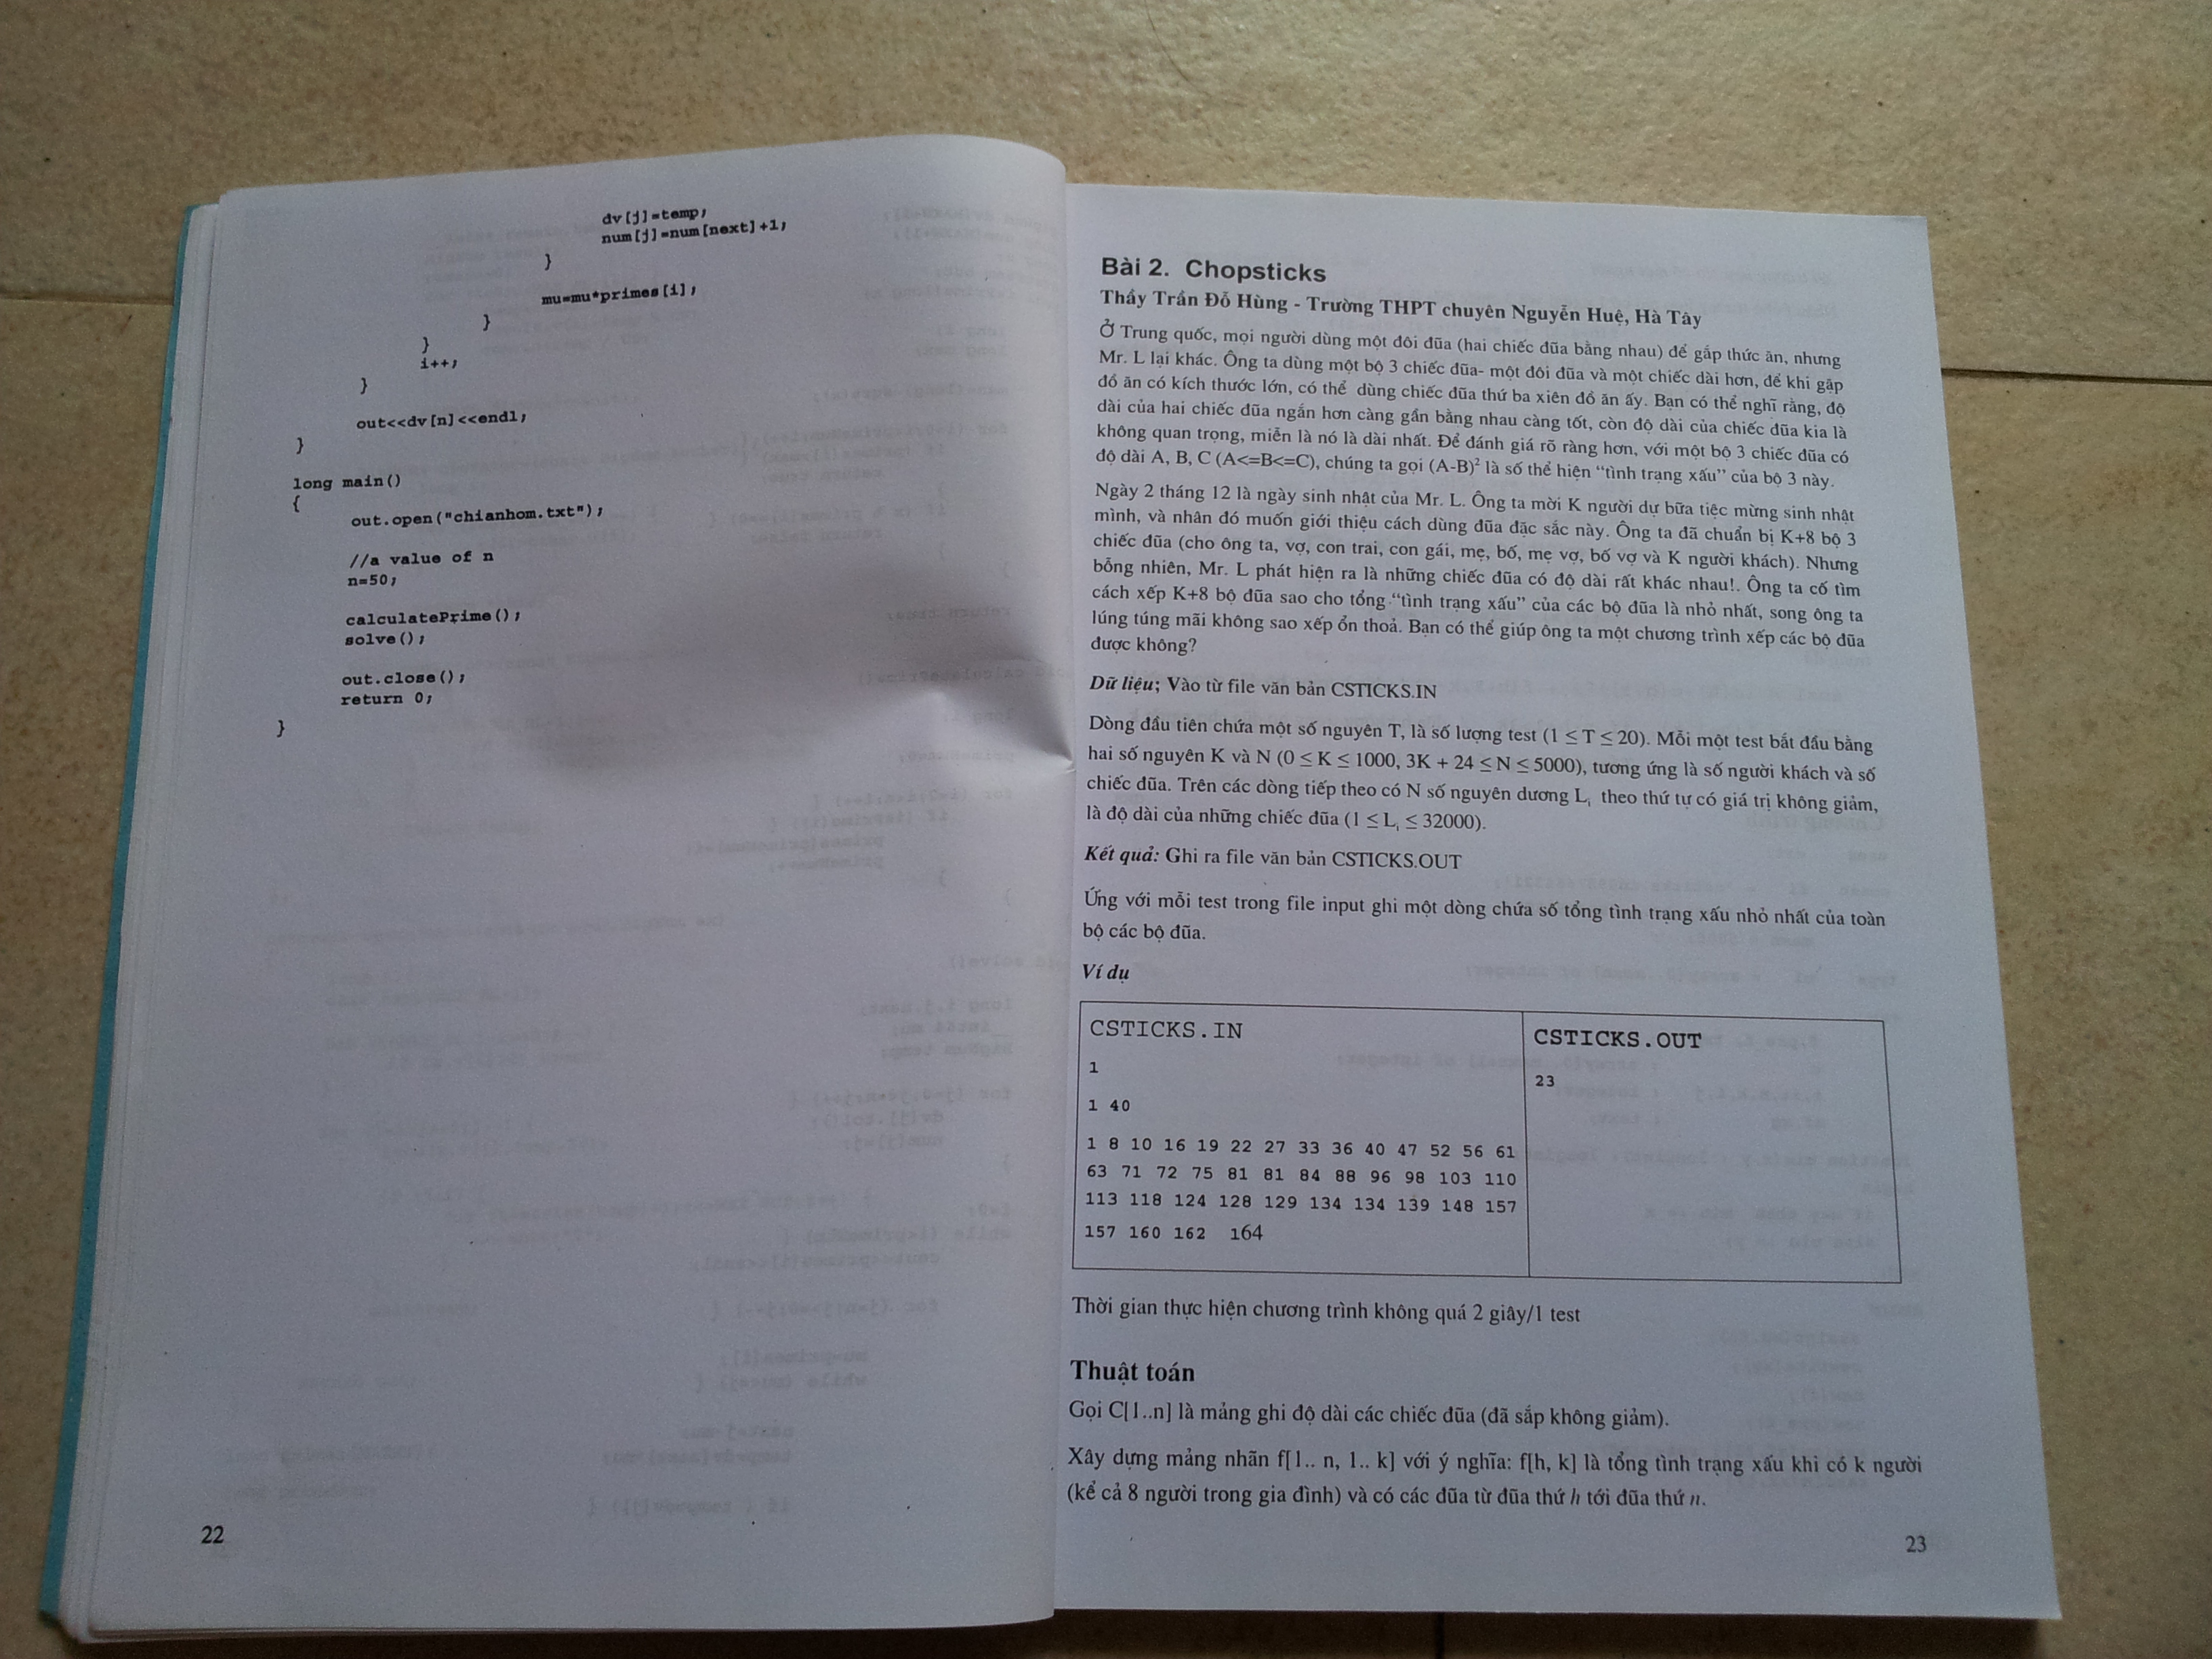 dv[j]=temp;
num[j]=num[next]+1;
}
mu=mu*primes[i];
}
}
i++;
}
out<<dv[n]<<endl;
}
long main()
{
out.open("chianhom.txt");
//a value of n
n=50;
calculatePrime();
solve();
out.close();
return 0;
}
22
Bài 2. Chopsticks
Thầy Trần Đỗ Hùng - Trường THPT chuyên Nguyễn Huệ, Hà Tây
Ở Trung quốc, mọi người dùng một đôi đũa (hai chiếc đũa bằng nhau) để gắp thức ăn, nhưng
Mr. L lại khác. Ông ta dùng một bộ 3 chiếc đũa- một đôi đũa và một chiếc dài hơn, để khi gặp
đồ ăn có kích thước lớn, có thể dùng chiếc đũa thứ ba xiên đồ ăn ấy. Bạn có thể nghĩ rằng, độ
dài của hai chiếc đũa ngắn hơn càng gần bằng nhau càng tốt, còn độ dài của chiếc đũa kia là
không quan trọng, miễn là nó là dài nhất. Để đánh giá rõ ràng hơn, với một bộ 3 chiếc đũa có
độ dài A, B, C (A<=B<=C), chúng ta gọi (A-B)² là số thể hiện “tình trạng xấu” của bộ 3 này.
Ngày 2 tháng 12 là ngày sinh nhật của Mr. L. Ông ta mời K người dự bữa tiệc mừng sinh nhật
mình, và nhân đó muốn giới thiệu cách dùng đũa đặc sắc này. Ông ta đã chuẩn bị K+8 bộ 3
chiếc đũa (cho ông ta, vợ, con trai, con gái, mẹ, bố, mẹ vợ, bố vợ và K người khách). Nhưng
bỗng nhiên, Mr. L phát hiện ra là những chiếc đũa có độ dài rất khác nhau!. Ông ta cố tìm
cách xếp K+8 bộ đũa sao cho tổng “tình trạng xấu” của các bộ đũa là nhỏ nhất, song ông ta
lúng túng mãi không sao xếp ổn thoả. Bạn có thể giúp ông ta một chương trình xếp các bộ đũa
được không?
Dữ liệu; Vào từ file văn bản CSTICKS.IN
Dòng đầu tiên chứa một số nguyên T, là số lượng test (1 ≤ T ≤ 20). Mỗi một test bắt đầu bằng
hai số nguyên K và N (0 ≤ K ≤ 1000, 3K + 24 ≤ N ≤ 5000), tương ứng là số người khách và số
chiếc đũa. Trên các dòng tiếp theo có N số nguyên dương Lᵢ theo thứ tự có giá trị không giảm,
là độ dài của những chiếc đũa (1 ≤ Lᵢ ≤ 32000).
Kết quả: Ghi ra file văn bản CSTICKS.OUT
Ứng với mỗi test trong file input ghi một dòng chứa số tổng tình trạng xấu nhỏ nhất của toàn
bộ các bộ đũa.
Ví dụ
CSTICKS.IN
1
1 40
1 8 10 16 19 22 27 33 36 40 47 52 56 61
63 71 72 75 81 81 84 88 96 98 103 110
113 118 124 128 129 134 134 139 148 157
157 160 162 164
CSTICKS.OUT
23
Thời gian thực hiện chương trình không quá 2 giây/1 test
Thuật toán
Gọi C[1..n] là mảng ghi độ dài các chiếc đũa (đã sắp không giảm).
Xây dựng mảng nhãn f[1.. n, 1.. k] với ý nghĩa: f[h, k] là tổng tình trạng xấu khi có k người
(kể cả 8 người trong gia đình) và có các đũa từ đũa thứ h tới đũa thứ n.
23